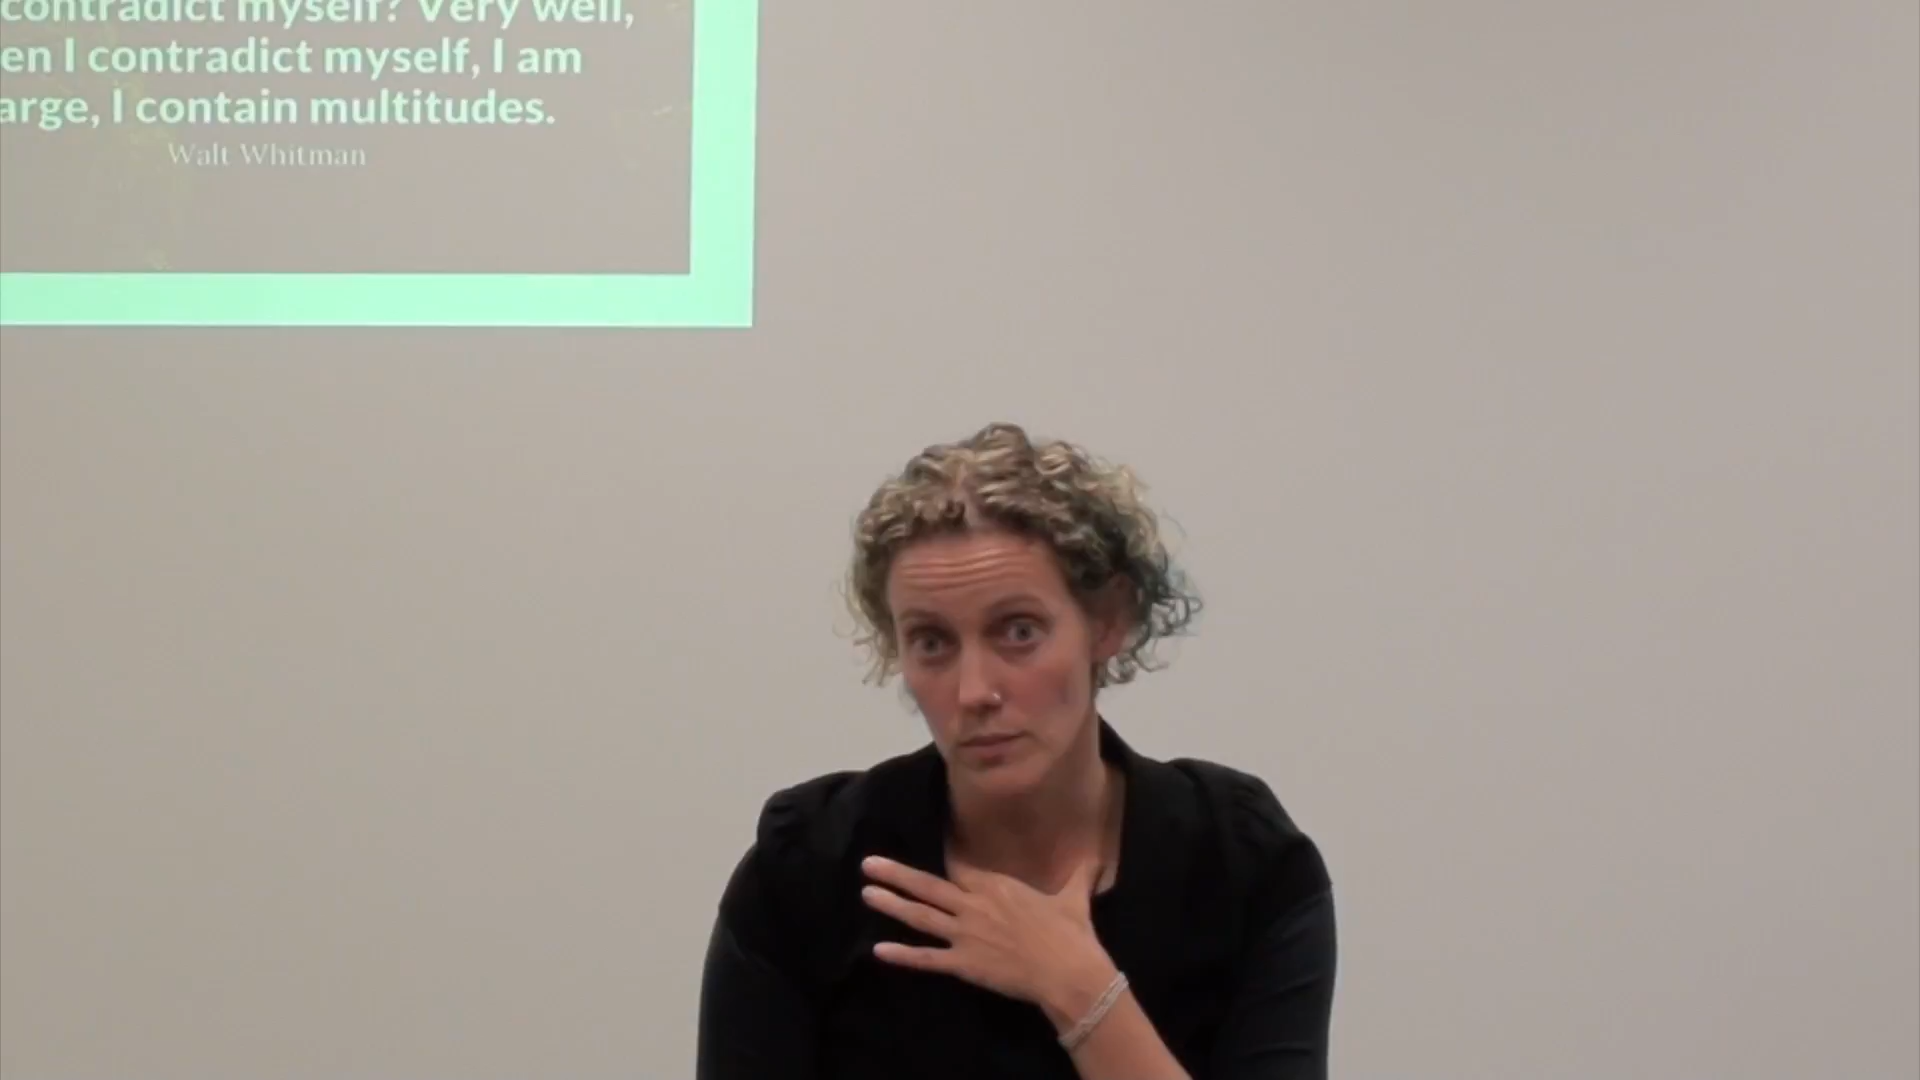 contradict myself? Very well,
en I contradict myself, I am
arge, I contain multitudes.
Walt Whitman